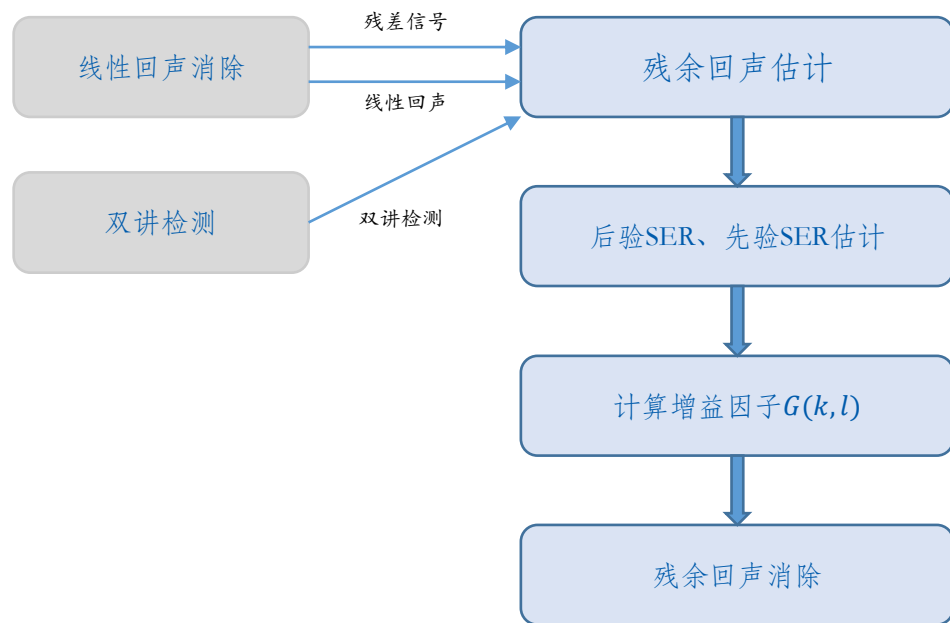 残差信号
线性回声消除
残余回声估计
线性回声
双讲检测
双讲检测
后验SER、先验SER估计
计算增益因子G(k,l)
残余回声消除